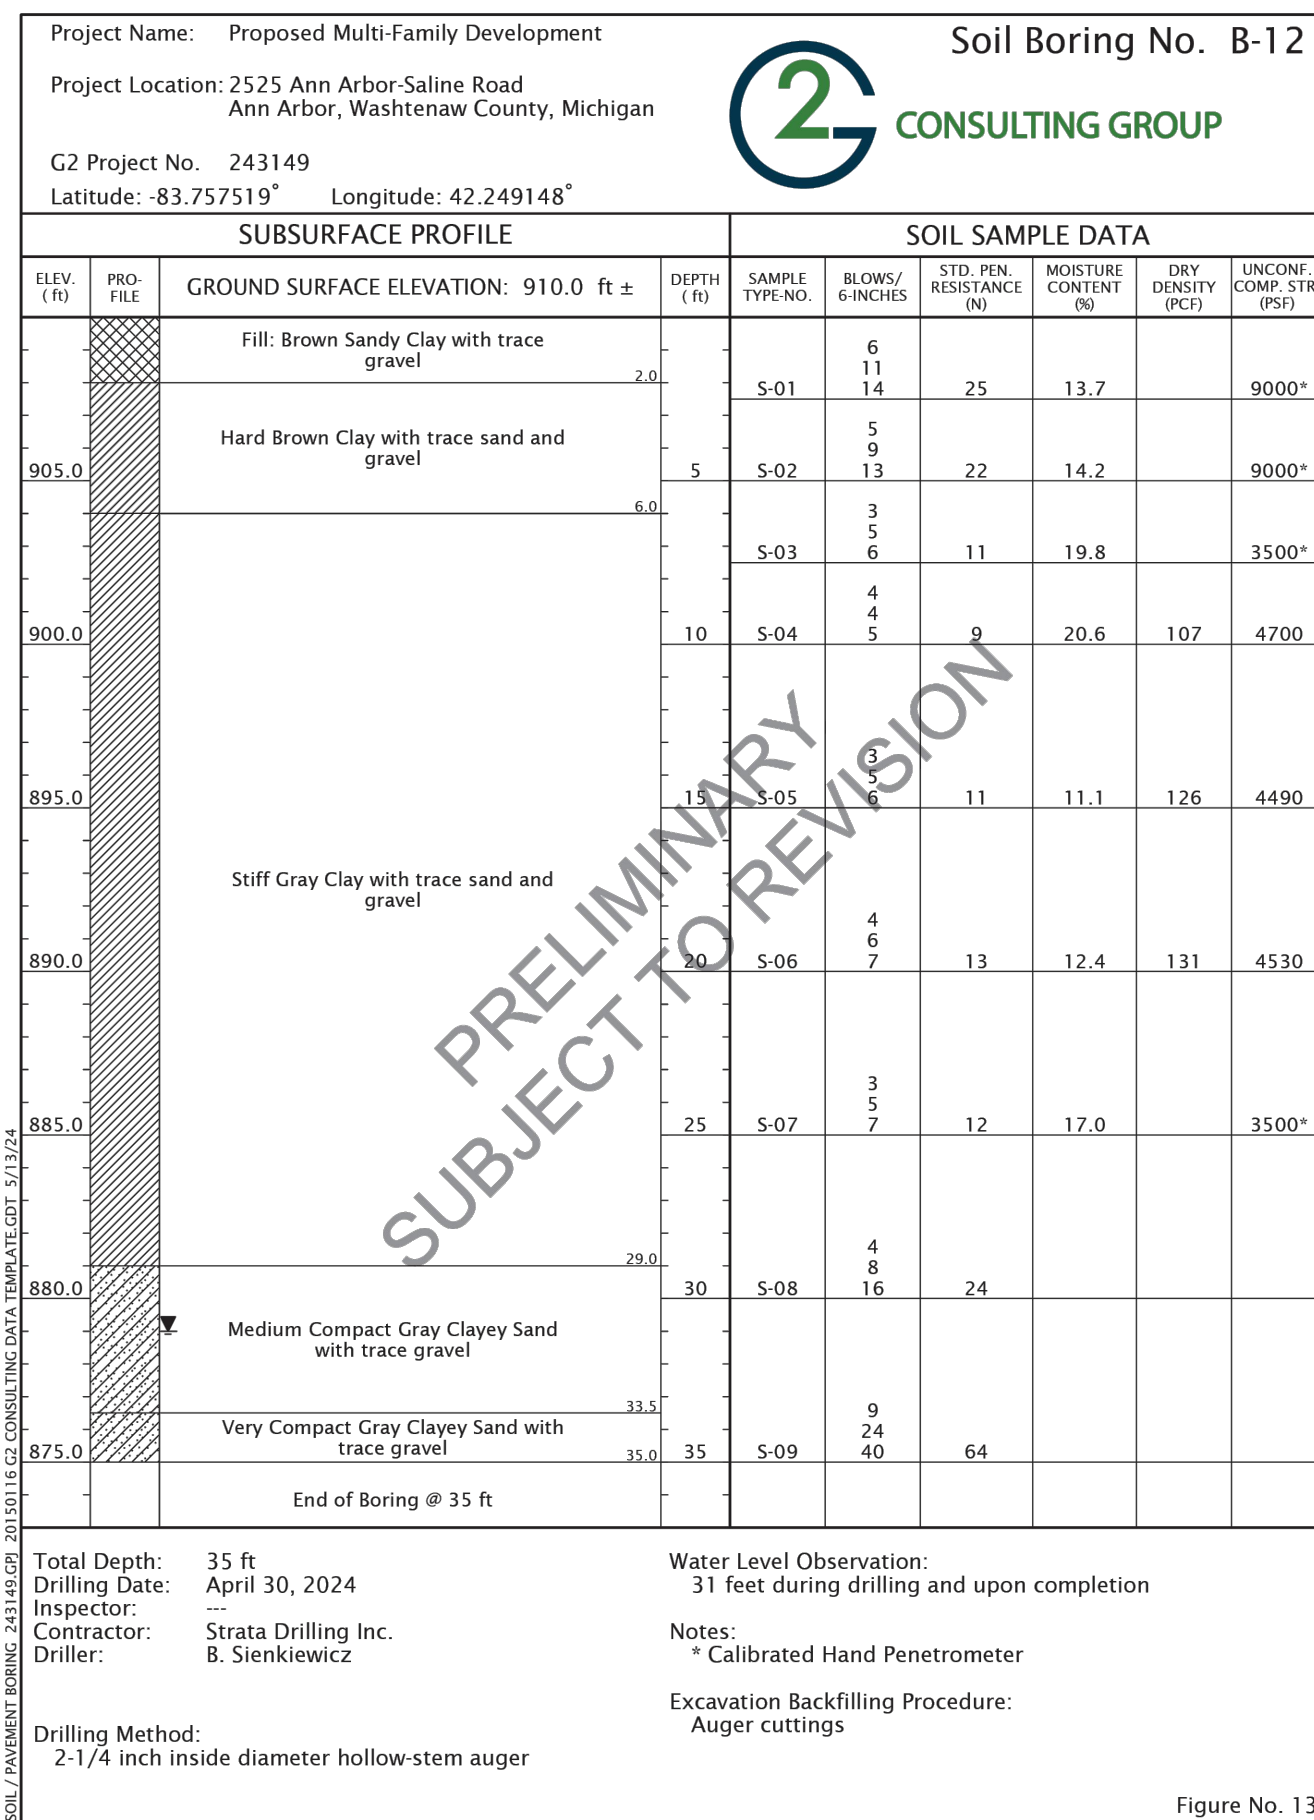 Project Name: Proposed Multi-Family Development
Project Location: 2525 Ann Arbor-Saline Road
Ann Arbor, Washtenaw County, Michigan
G2 Project No. 243149
Latitude: -83.757519° Longitude: 42.249148°
Soil Boring No. B-12
G2 CONSULTING GROUP
SUBSURFACE PROFILE
SOIL SAMPLE DATA
ELEV. ( ft)
PRO- FILE
GROUND SURFACE ELEVATION: 910.0 ft ±
DEPTH ( ft)
SAMPLE TYPE-NO.
BLOWS/ 6-INCHES
STD. PEN. RESISTANCE (N)
MOISTURE CONTENT (%)
DRY DENSITY (PCF)
UNCONF. COMP. STR (PSF)
Fill: Brown Sandy Clay with trace
gravel
2.0
6
11
S-01 14 25 13.7 9000*
Hard Brown Clay with trace sand and
gravel
5
9
905.0 5 S-02 13 22 14.2 9000*
6.0
3
5
S-03 6 11 19.8 3500*
4
4
900.0 10 S-04 5 9 20.6 107 4700
3
5
895.0 15 S-05 6 11 11.1 126 4490
Stiff Gray Clay with trace sand and
gravel
4
6
890.0 20 S-06 7 13 12.4 131 4530
3
5
885.0 25 S-07 7 12 17.0 3500*
29.0
4
8
880.0 30 S-08 16 24
Medium Compact Gray Clayey Sand
with trace gravel
33.5
Very Compact Gray Clayey Sand with
trace gravel
9
24
875.0 35.0 35 S-09 40 64
End of Boring @ 35 ft
PRELIMINARY
SUBJECT TO REVISION
Total Depth: 35 ft
Drilling Date: April 30, 2024
Inspector: ---
Contractor: Strata Drilling Inc.
Driller: B. Sienkiewicz
Drilling Method:
2-1/4 inch inside diameter hollow-stem auger
Water Level Observation:
31 feet during drilling and upon completion
Notes:
* Calibrated Hand Penetrometer
Excavation Backfilling Procedure:
Auger cuttings
Figure No. 13
SOIL / PAVEMENT BORING 243149.GPJ 20150116 G2 CONSULTING DATA TEMPLATE.GDT 5/13/24